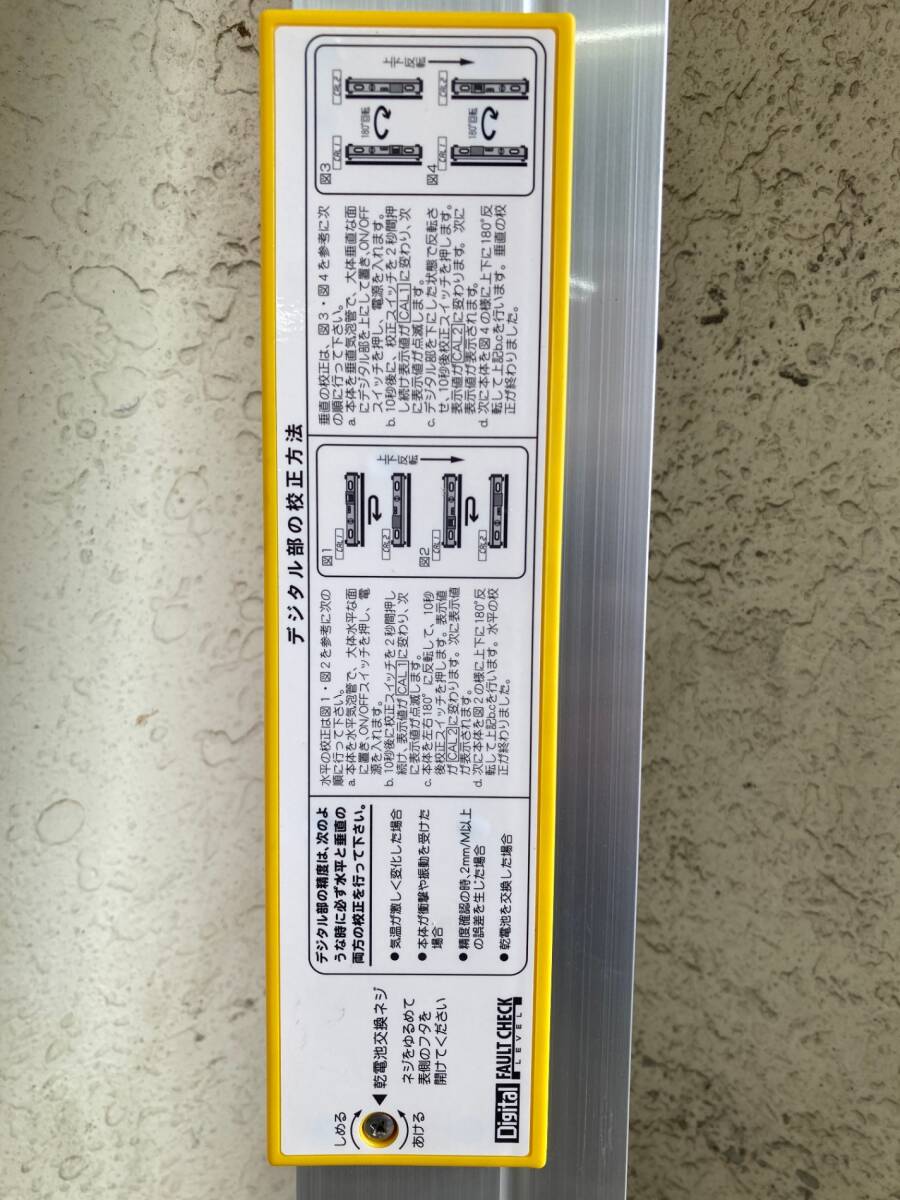 デジタル部の校正方法
しめる
あける
◀乾電池交換ネジ
ネジをゆるめて
表側のフタを
開けてください
Digital FAULT CHECK
LEVEL
デジタル部の精度は、次のよ
うな時に必ず水平と垂直の
両方の校正を行って下さい。
●気温が激しく変化した場合
●本体が衝撃や振動を受けた
場合
●精度確認の時、2mm/M以上
の誤差を生じた場合
●乾電池を交換した場合
水平の校正は図1・図2を参考に次の
順に行って下さい。
a. 本体を水平気泡管で、大体水平な面
に置き、ON/OFFスイッチを押し、電
源を入れます。
b. 10秒後に校正スイッチを2秒間押し
続け、表示値が CAL1 に変わり、次
に表示値が点滅します。
c. 本体を左右180°に反転して、10秒
後校正スイッチを押します。表示値
が CAL2 に変わります。次に表示値
が表示されます。
d. 次に本体を図2の様に上下に180°反
転して上記b.cを行います。水平の校
正が終わりました。
図1
CAL1
CAL2
上下反転
図2
CAL1
CAL2
垂直の校正は、図3・図4を参考に次
の順に行って下さい。
a. 本体を垂直気泡管で、大体垂直な面
にデジタル部を上にして置き、ON/OFF
スイッチを押し、電源を入れます。
b. 10秒後に、校正スイッチを2秒間押
し続け表示値が CAL1 に変わり、次
に表示値が点滅します。
c. デジタル部を下にした状態で反転さ
せ、10秒後校正スイッチを押します。
表示値が CAL2 に変わります。次に
表示値が表示されます。
d. 次に本体を図4の様に上下に180°反
転して上記b.cを行います。垂直の校
正が終わりました。
図3
CAL1
180°回転
CAL2
上下反転
図4
CAL1
180°回転
CAL2